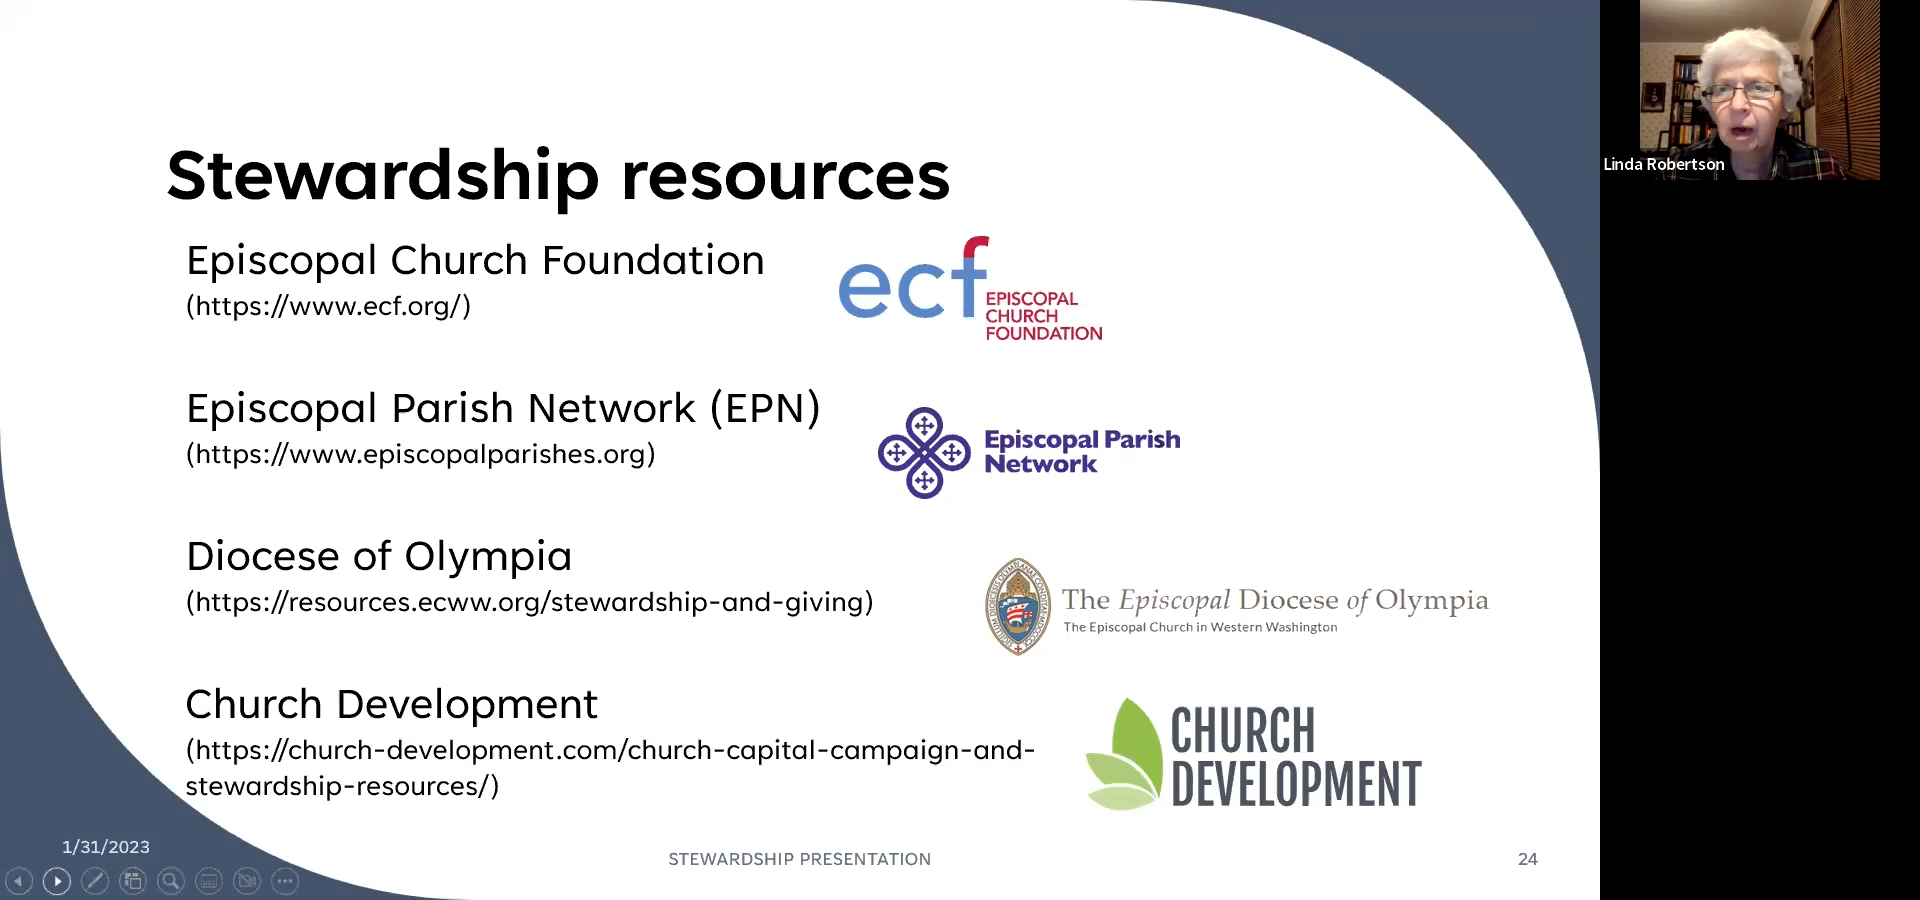 Stewardship resources
Episcopal Church Foundation
(https://www.ecf.org/)
ecf
EPISCOPAL
CHURCH
FOUNDATION
Episcopal Parish Network (EPN)
(https://www.episcopalparishes.org)
Episcopal Parish
Network
Diocese of Olympia
(https://resources.ecww.org/stewardship-and-giving)
The Episcopal Diocese of Olympia
The Episcopal Church in Western Washington
Church Development
(https://church-development.com/church-capital-campaign-and-
stewardship-resources/)
CHURCH
DEVELOPMENT
1/31/2023
STEWARDSHIP PRESENTATION
24
Linda Robertson